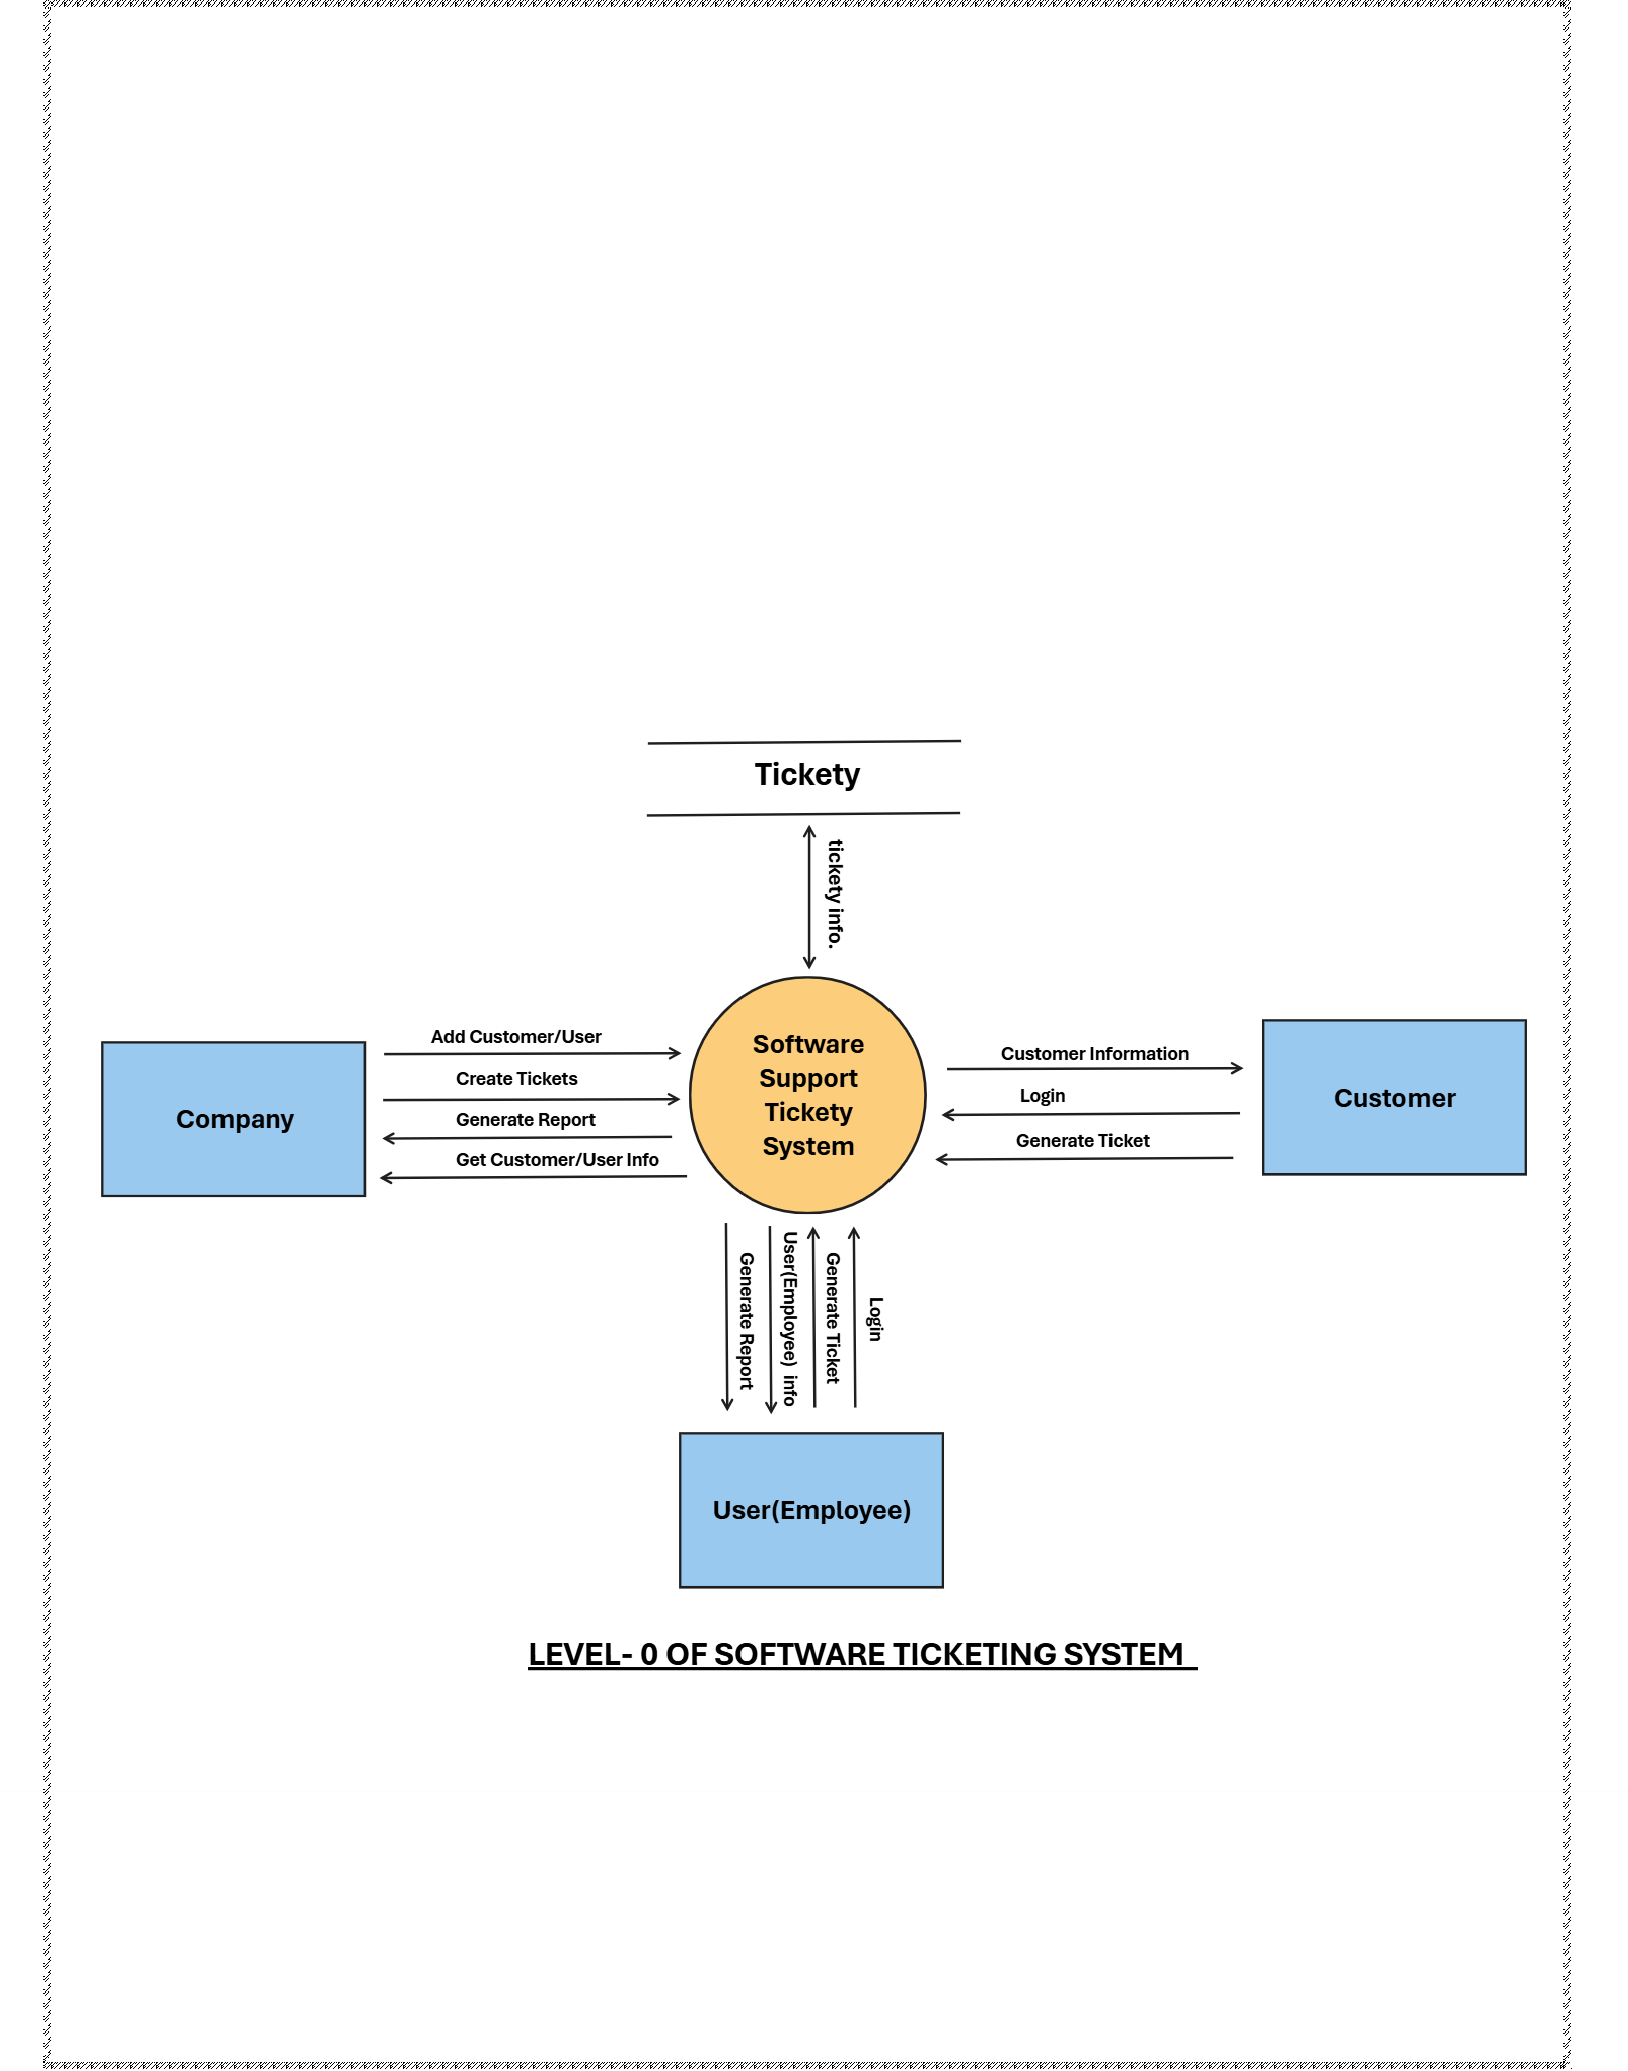 Tickety
tickety info.
Software
Support
Tickety
System
Add Customer/User
Create Tickets
Generate Report
Get Customer/User Info
Company
Customer Information
Login
Generate Ticket
Customer
Generate Report
User(Employee) info
Generate Ticket
Login
User(Employee)
LEVEL- 0 OF SOFTWARE TICKETING SYSTEM